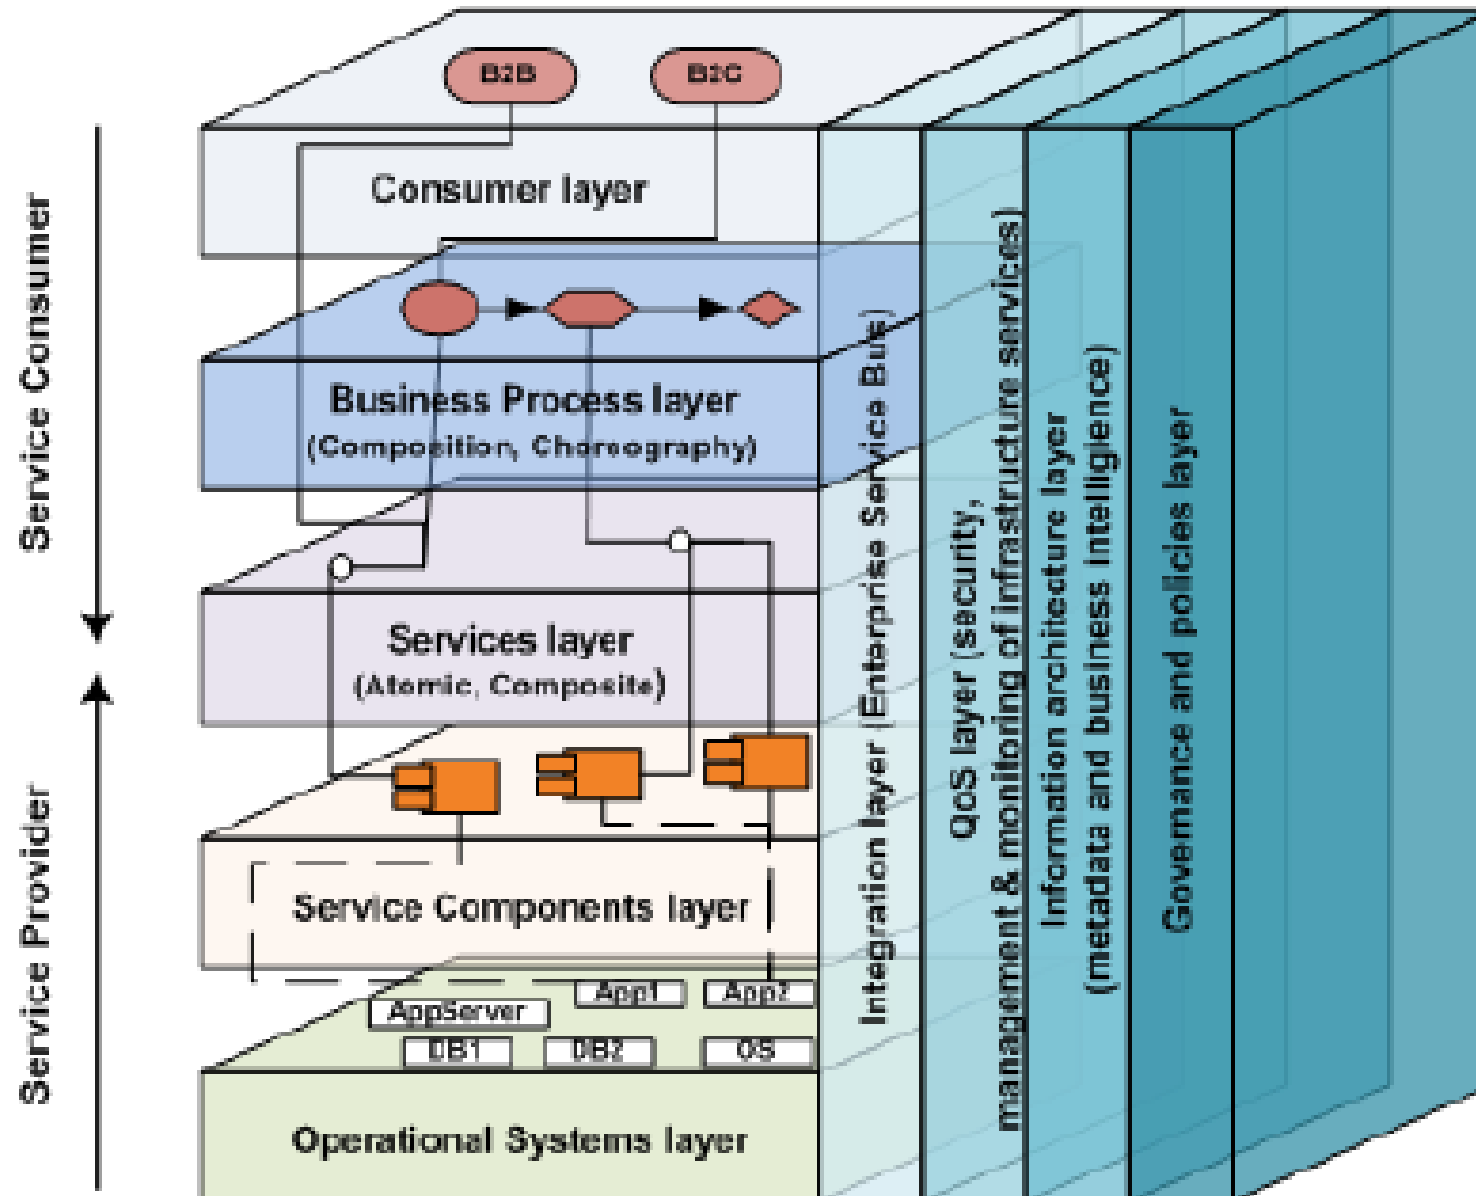 B2B
B2C
Consumer layer
Business Process layer
(Composition, Choreography)
Services layer
(Atomic, Composite)
Service Components layer
AppServer
App1
App2
DB1
DB2
OS
Operational Systems layer
Service Consumer
Service Provider
Integration layer (Enterprise Service Bus)
QoS layer (security,
management & monitoring of infrastructure services)
Information architecture layer
(metadata and business intelligience)
Governance and policies layer